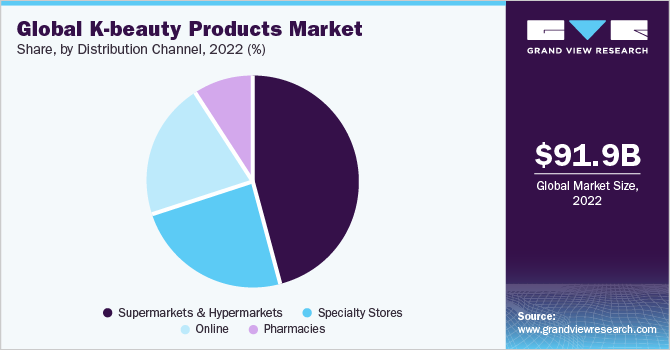 Global K-beauty Products Market
Share, by Distribution Channel, 2022 (%)
Supermarkets & Hypermarkets
Specialty Stores
Online
Pharmacies
GRAND VIEW RESEARCH
$91.9B
Global Market Size,
2022
Source:
www.grandviewresearch.com